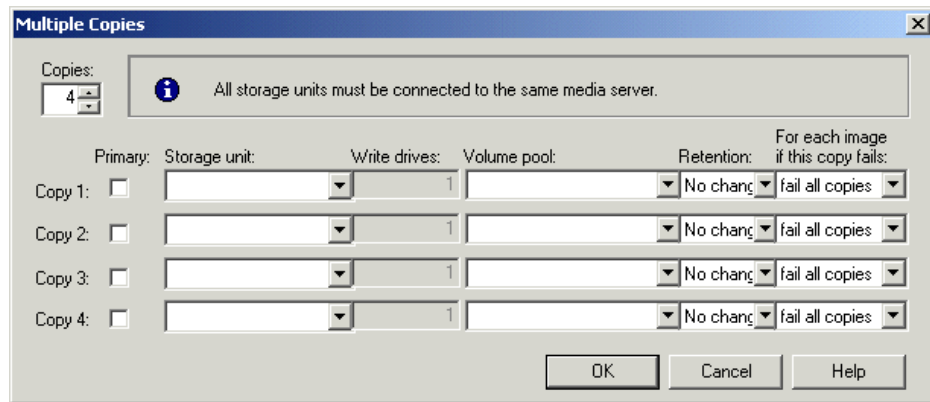 Multiple Copies
Copies:
4
All storage units must be connected to the same media server.
Primary: Storage unit: Write drives: Volume pool: Retention: For each image
if this copy fails:
Copy 1: 1 No chang fail all copies
Copy 2: 1 No chang fail all copies
Copy 3: 1 No chang fail all copies
Copy 4: 1 No chang fail all copies
OK Cancel Help